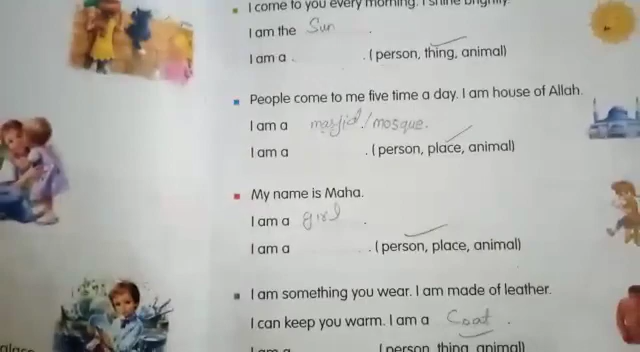 I come to you every morning. I shine brightly.
I am the Sun .
I am a . . (person, thing, animal)
People come to me five time a day. I am house of Allah.
I am a masjid/mosque.
I am a . (person, place, animal)
My name is Maha.
I am a girl .
I am a . (person, place, animal)
I am something you wear. I am made of leather.
I can keep you warm. I am a Coat .
I am a (person, thing, animal)